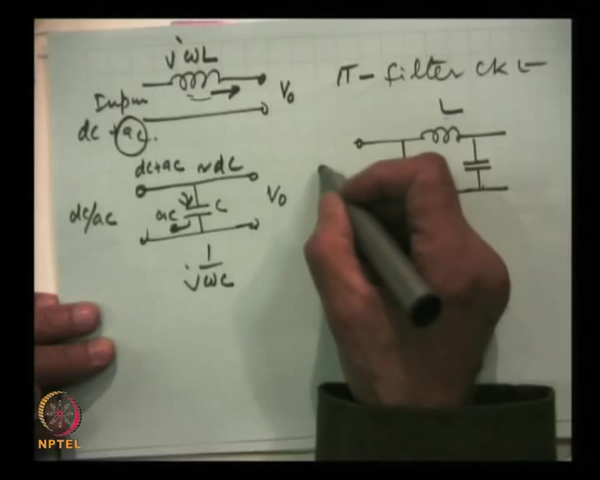 jωL
Input
dc + ac
V₀
dc+ac ~dc
dc/ac
ac
C
V₀
1/jωC
π-filter ckt
L
NPTEL